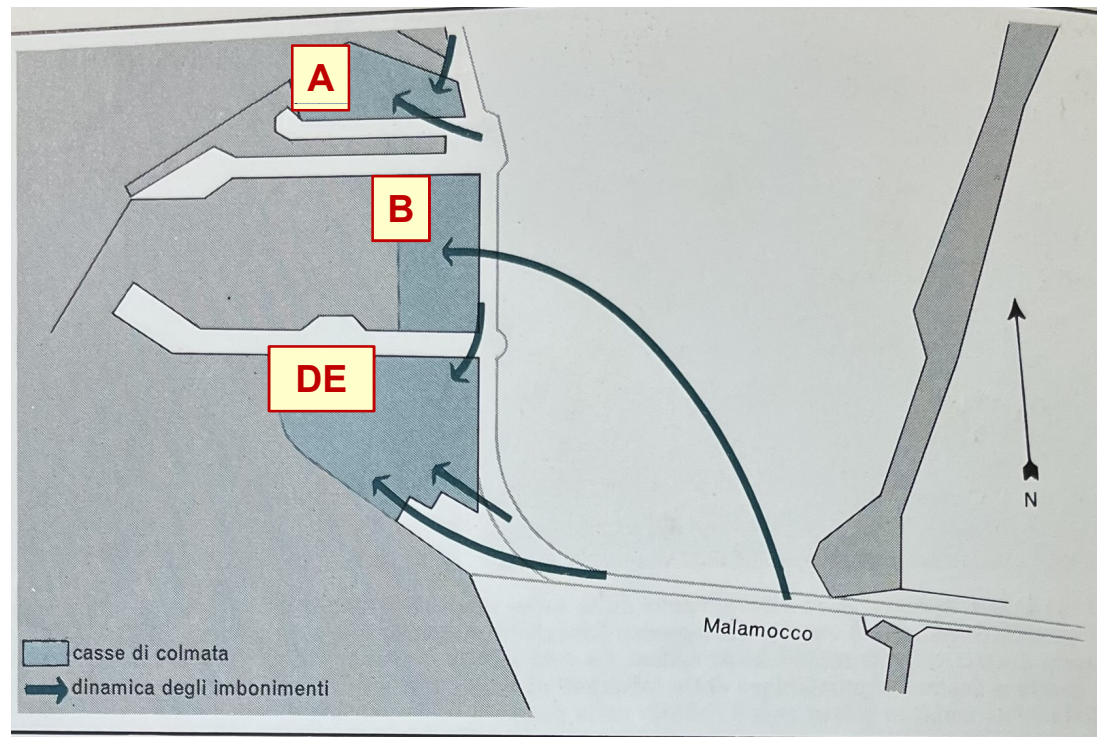 A
B
DE
N
Malamocco
casse di colmata
dinamica degli imbonimenti